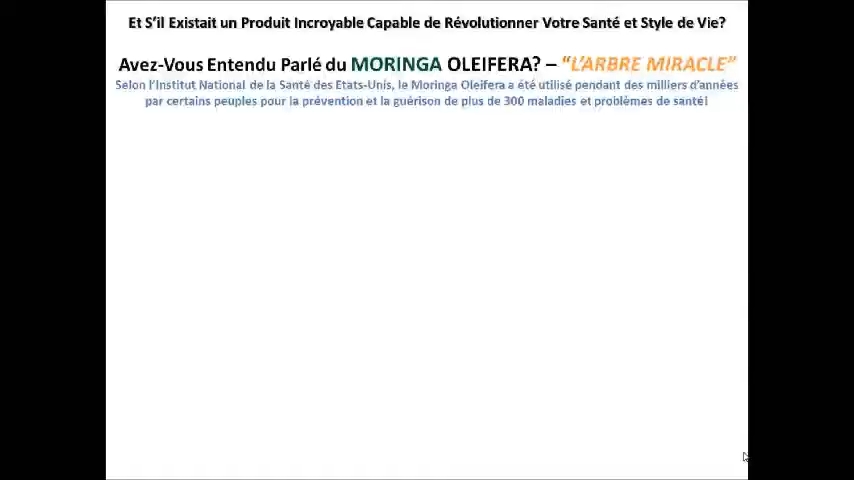 Et S’il Existait un Produit Incroyable Capable de Révolutionner Votre Santé et Style de Vie?
Avez-Vous Entendu Parlé du MORINGA OLEIFERA? – “L’ARBRE MIRACLE”
Selon l’Institut National de la Santé des Etats-Unis, le Moringa Oleifera a été utilisé pendant des milliers d’années
par certains peuples pour la prévention et la guérison de plus de 300 maladies et problèmes de santé!